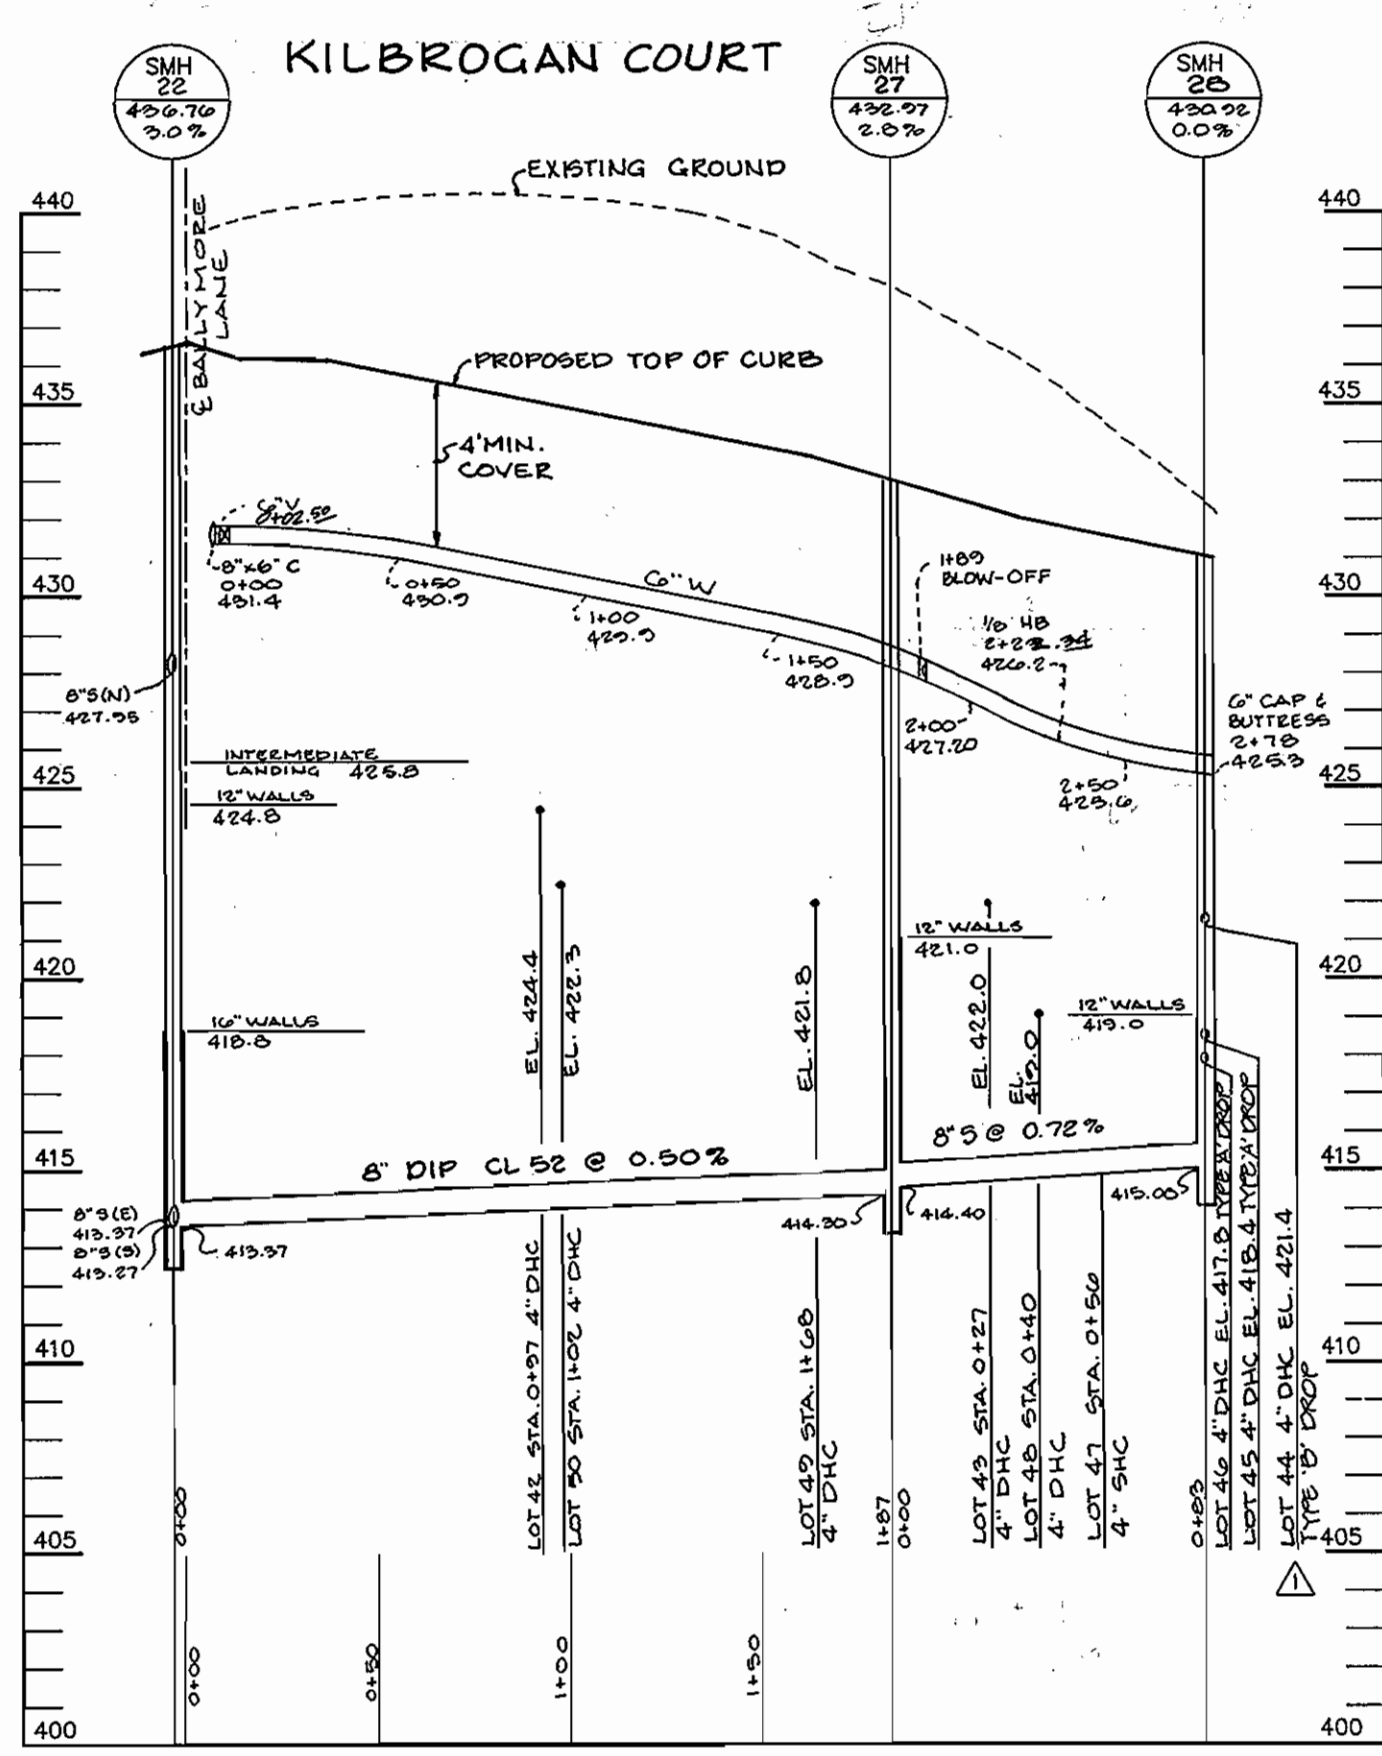 KILBROGAN COURT
SMH
22
436.76
3.0%
SMH
27
432.97
2.8%
SMH
28
430.92
0.0%
EXISTING GROUND
440
440
℄ BALLYMORE
LANE
PROPOSED TOP OF CURB
435
435
4' MIN.
COVER
6" V
0+02.50
8"x6" C
0+00
431.4
0+50
430.9
6" W
1+00
429.9
1+50
428.9
1+89
BLOW-OFF
1/8 HB
426.2
430
430
8"S(N)
427.95
2+00
427.20
6" CAP &
BUTTRESS
2+78
425.3
2+50
425.6
INTERMEDIATE
LANDING 425.8
425
425
12" WALLS
424.8
12" WALLS
421.0
420
420
16" WALLS
418.8
EL. 424.4
EL. 422.3
EL. 421.8
EL. 422.0
EL.
419.0
12" WALLS
419.0
8" DIP CL 52 @ 0.50%
8" S @ 0.72%
415
415
8"S(E)
413.37
8"S(S)
413.27
413.37
414.30
414.40
415.00
410
410
LOT 42 STA. 0+97 4" DHC
LOT 50 STA. 1+02 4" DHC
LOT 49 STA. 1+68
4" DHC
LOT 43 STA. 0+27
4" DHC
LOT 48 STA. 0+40
4" DHC
LOT 47 STA. 0+56
4" SHC
LOT 46 4" DHC EL. 417.8 TYPE 'A' DROP
LOT 45 4" DHC EL. 418.4 TYPE 'A' DROP
LOT 44 4" DHC EL. 421.4
TYPE 'B' DROP
0+00
1+87
0+00
0+83
405
405
1
0+00
0+50
1+00
1+50
400
400